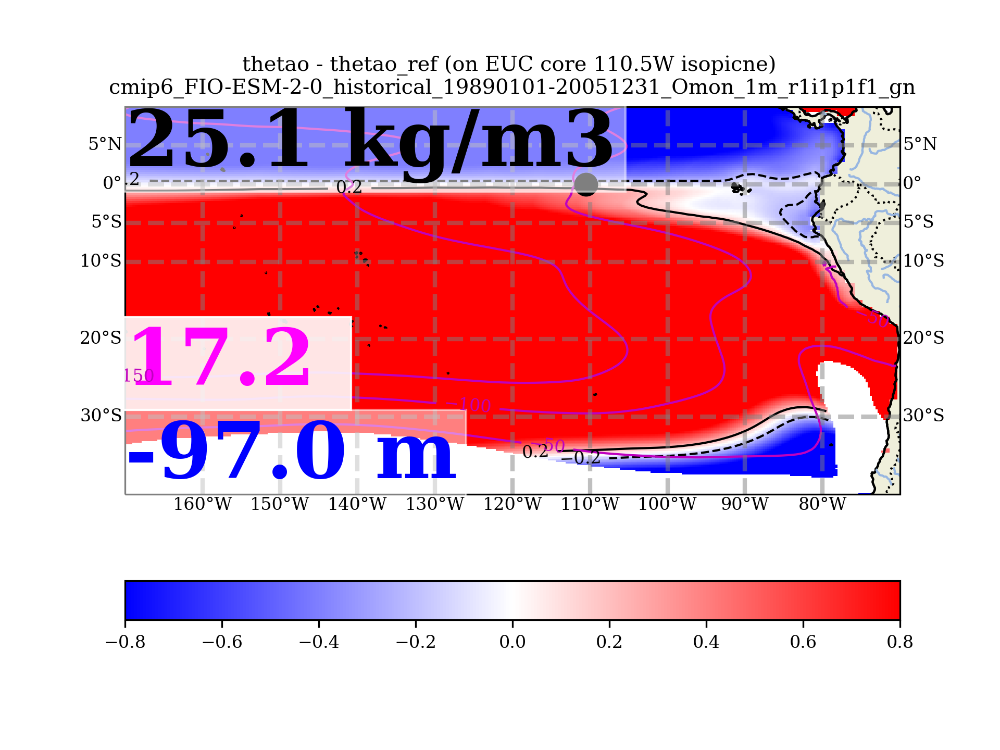 thetao - thetao_ref (on EUC core 110.5W isopicne)
cmip6_FIO-ESM-2-0_historical_19890101-20051231_Omon_1m_r1i1p1f1_gn
25.1 kg/m3
5°N 5°N
0° .2 0.2 0°
5°S 5°S
10°S 10°S
−50
17.2
20°S 20°S
150
−100
30°S 30°S
-97.0 m
−50
0.2 −0.2
160°W 150°W 140°W 130°W 120°W 110°W 100°W 90°W 80°W
−0.8 −0.6 −0.4 −0.2 0.0 0.2 0.4 0.6 0.8